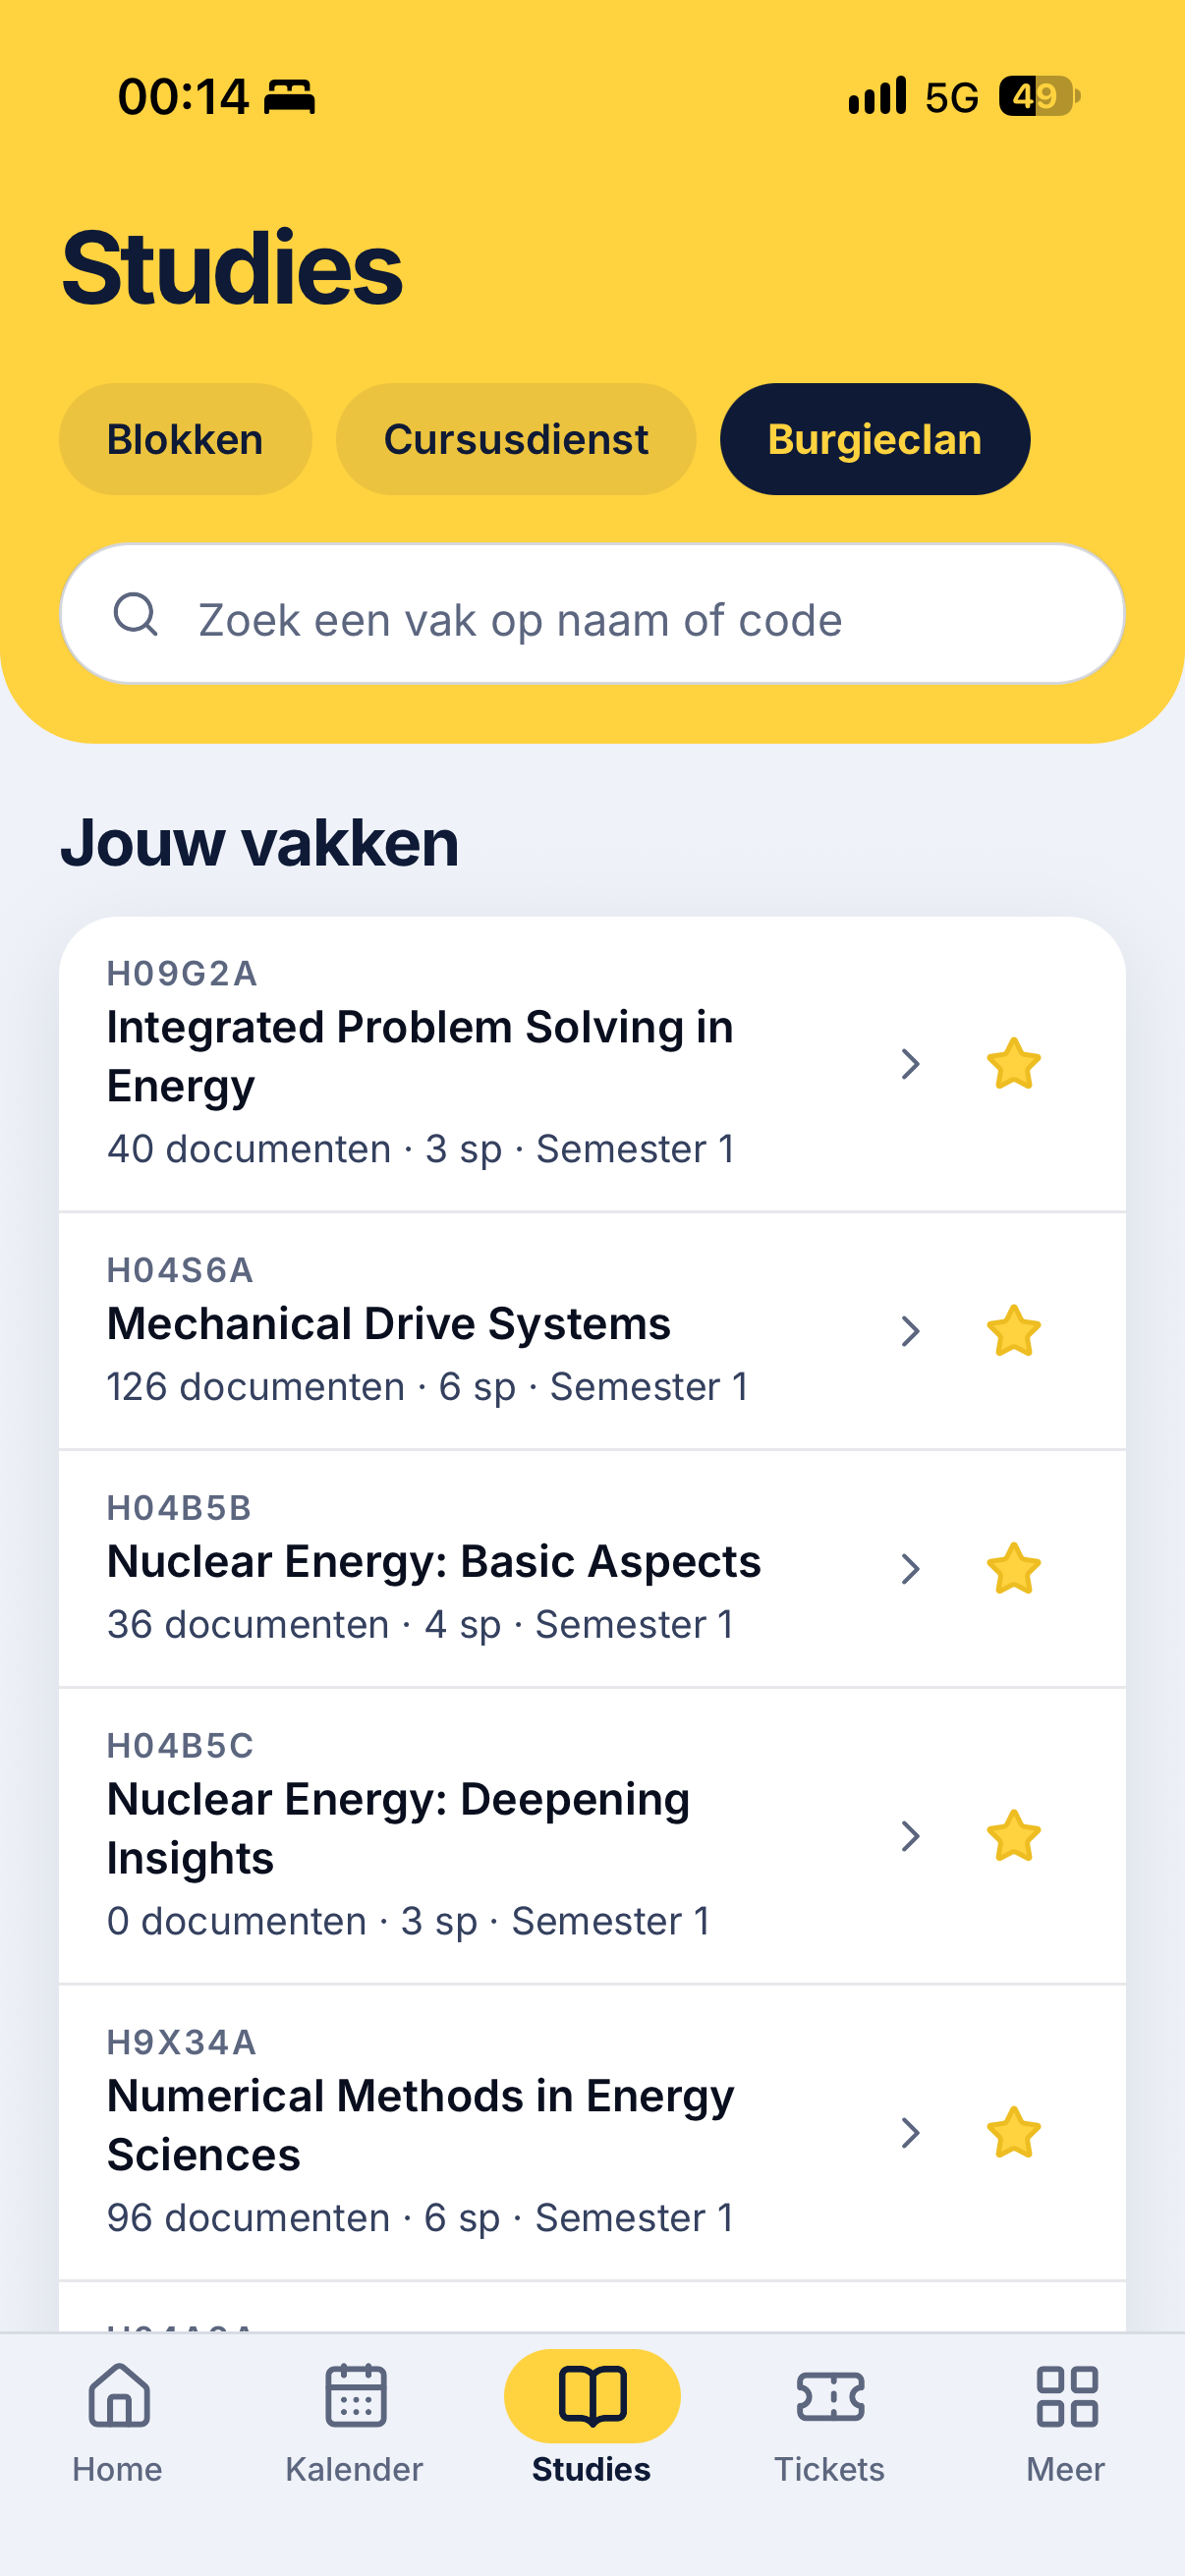 00:14
5G 49
Studies
Blokken Cursusdienst Burgieclan
Zoek een vak op naam of code
Jouw vakken
H09G2A
Integrated Problem Solving in
Energy
40 documenten · 3 sp · Semester 1
H04S6A
Mechanical Drive Systems
126 documenten · 6 sp · Semester 1
H04B5B
Nuclear Energy: Basic Aspects
36 documenten · 4 sp · Semester 1
H04B5C
Nuclear Energy: Deepening
Insights
0 documenten · 3 sp · Semester 1
H9X34A
Numerical Methods in Energy
Sciences
96 documenten · 6 sp · Semester 1
Home Kalender Studies Tickets Meer